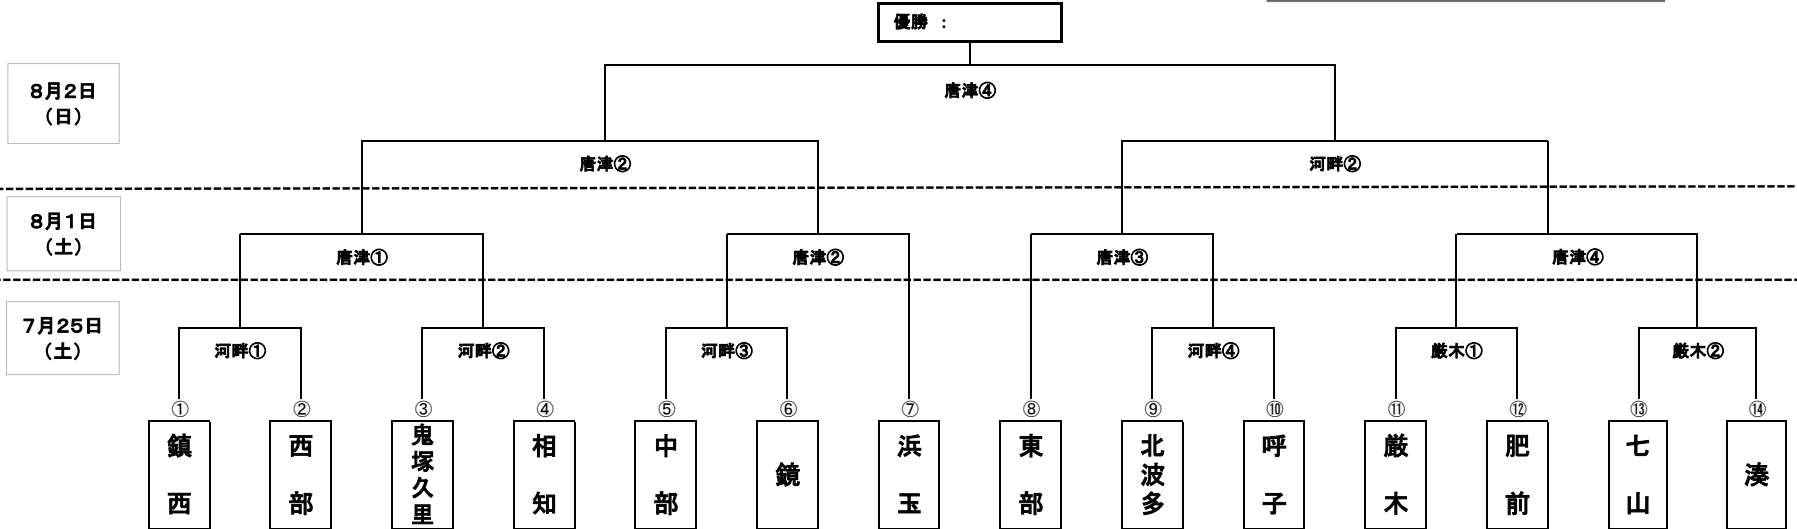 優勝 :
8月2日
(日)
唐津④
唐津②
河畔②
8月1日
(土)
唐津①
唐津②
唐津③
唐津④
7月25日
(土)
河畔①
河畔②
河畔③
河畔④
厳木①
厳木②
① ② ③ ④ ⑤ ⑥ ⑦ ⑧ ⑨ ⑩ ⑪ ⑫ ⑬ ⑭
鎮西
西部
鬼塚久里
相知
中部
鏡
浜玉
東部
北波多
呼子
厳木
肥前
七山
湊